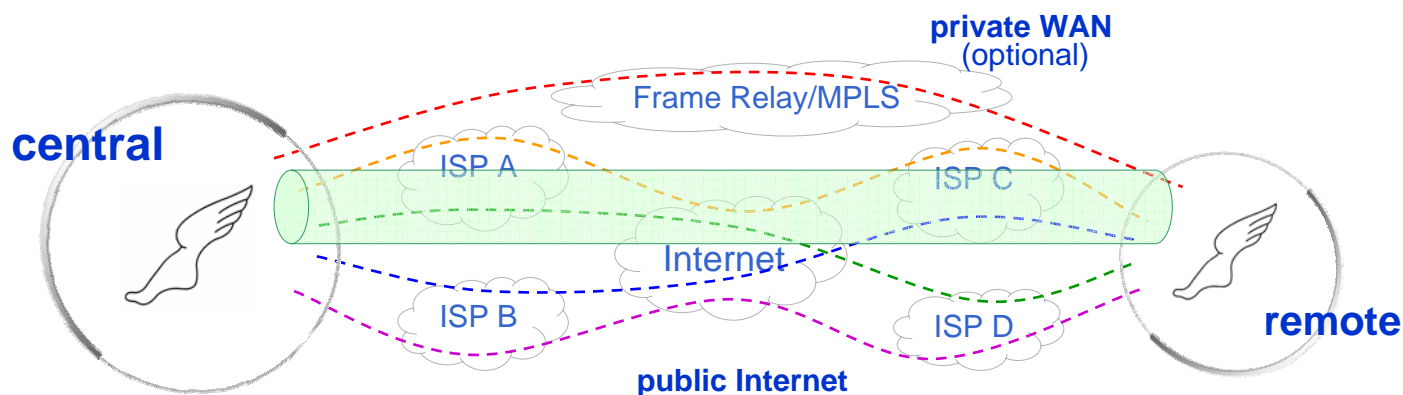 private WAN
(optional)
Frame Relay/MPLS
central
ISP A
ISP C
Internet
ISP B
ISP D
remote
public Internet